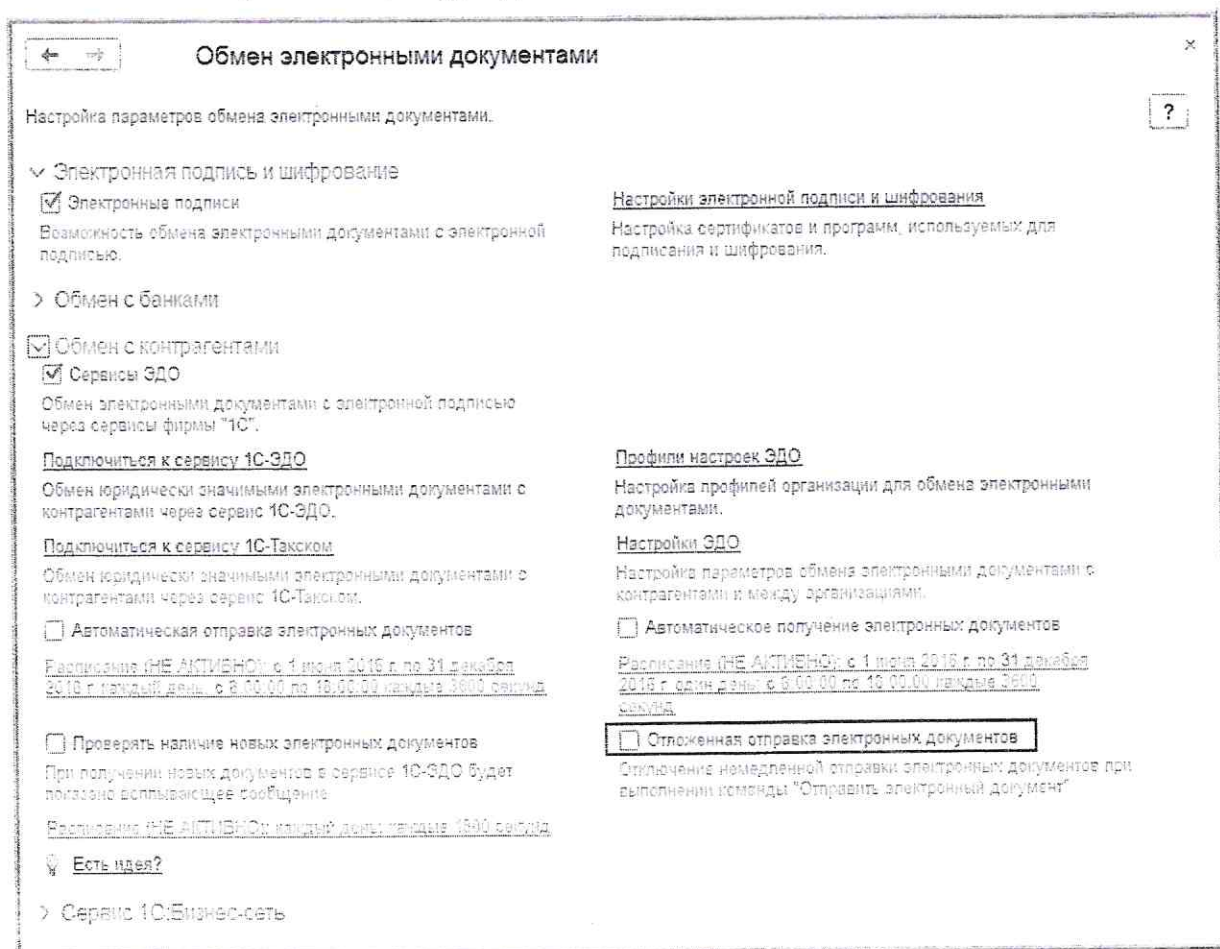 Обмен электронными документами
Настройка параметров обмена электронными документами.
?
Электронная подпись и шифрование
Электронные подписи
Возможность обмена электронными документами с электронной
подписью.
Настройки электронной подписи и шифрования
Настройка сертификатов и программ, используемых для
подписания и шифрования.
Обмен с банками
Обмен с контрагентами
Сервисы ЭДО
Обмен электронными документами с электронной подписью
через сервисы фирмы "1С".
Подключиться к сервису 1С-ЭДО
Обмен юридически значимыми электронными документами с
контрагентами через сервис 1С-ЭДО.
Профили настроек ЭДО
Настройка профилей организации для обмена электронными
документами.
Подключиться к сервису 1С-Такском
Обмен юридически значимыми электронными документами с
контрагентами через сервис 1С-Такском.
Настройки ЭДО
Настройка параметров обмена электронными документами с
контрагентами и между организациями.
Автоматическая отправка электронных документов
Расписание (НЕ АКТИВНО): с 1 июня 2016 г. по 31 декабря
2016 г. каждый день; с 8:00:00 по 18:00:00 каждые 3600 секунд
Автоматическое получение электронных документов
Расписание (НЕ АКТИВНО): с 1 июня 2016 г. по 31 декабря
2016 г. один день; с 8:00:00 по 18:00:00 каждые 3600
секунд
Проверять наличие новых электронных документов
При получении новых документов в сервисе 1С-ЭДО будет
показано всплывающее сообщение.
Расписание (НЕ АКТИВНО): каждый день; каждые секунд
Отложенная отправка электронных документов
Отключение немедленной отправки электронных документов при
выполнении команды "Отправить электронный документ"
Есть идея?
Сервис 1С:Бизнес-сеть